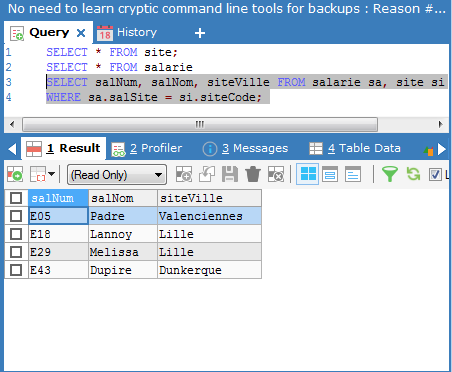 No need to learn cryptic command line tools for backups : Reason #...
Query History
1 SELECT * FROM site;
2 SELECT * FROM salarie
3 SELECT salNum, salNom, siteVille FROM salarie sa, site si
4 WHERE sa.salSite = si.siteCode;
1 Result 2 Profiler 3 Messages 4 Table Data
(Read Only) L
salNum salNom siteVille
E05 Padre Valenciennes
E18 Lannoy Lille
E29 Melissa Lille
E43 Dupire Dunkerque